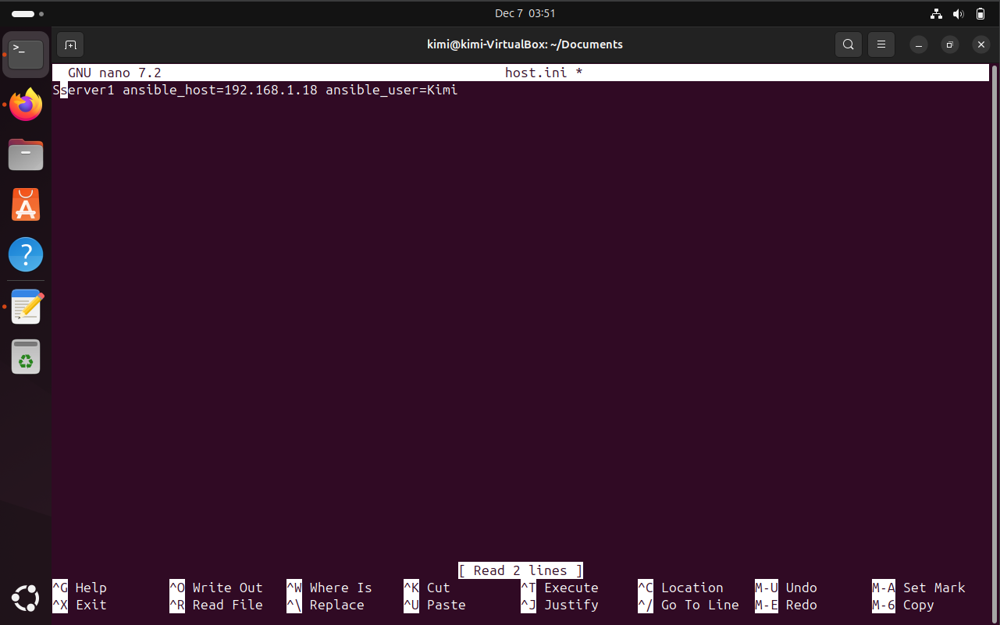 Dec 7 03:51
kimi@kimi-VirtualBox: ~/Documents
GNU nano 7.2 host.ini *
Sserver1 ansible_host=192.168.1.18 ansible_user=Kimi
[ Read 2 lines ]
^G Help ^O Write Out ^W Where Is ^K Cut ^T Execute ^C Location M-U Undo M-A Set Mark
^X Exit ^R Read File ^\ Replace ^U Paste ^J Justify ^/ Go To Line M-E Redo M-6 Copy